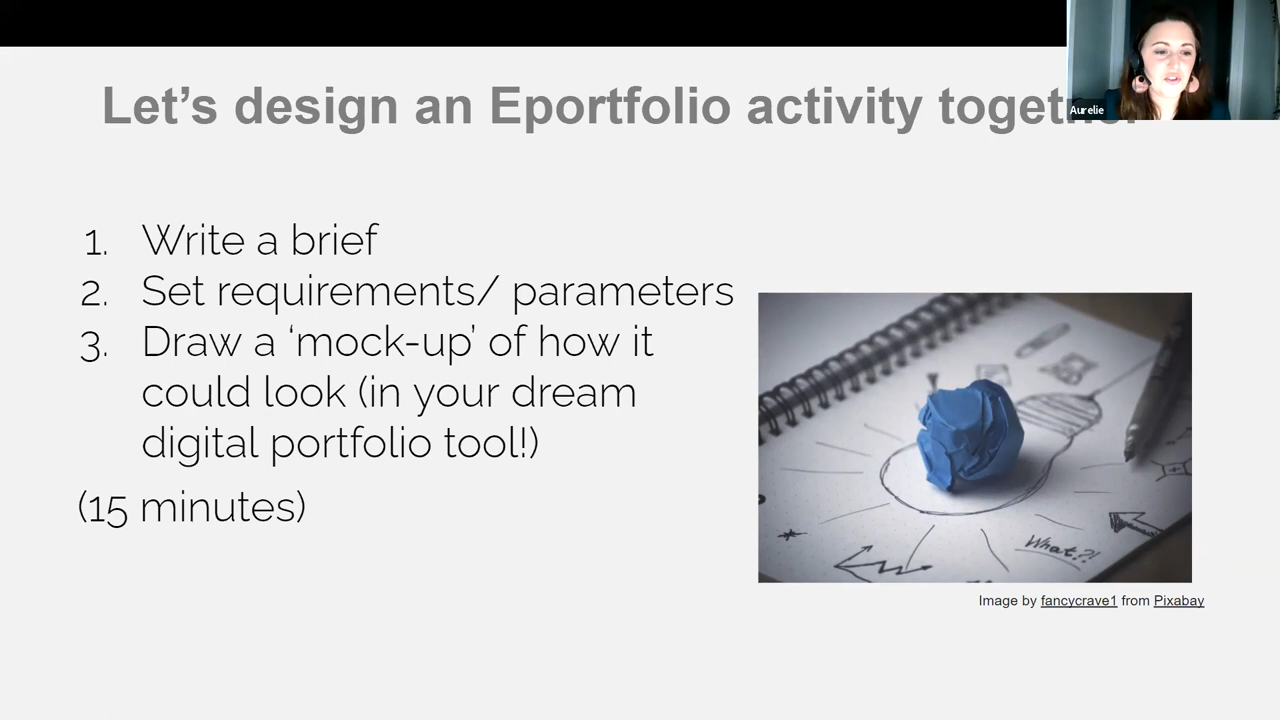 Let's design an Eportfolio activity
Aurelie
1. Write a brief
2. Set requirements/ parameters
3. Draw a ‘mock-up’ of how it
could look (in your dream
digital portfolio tool!)
(15 minutes)
What?!
Image by fancycrave1 from Pixabay